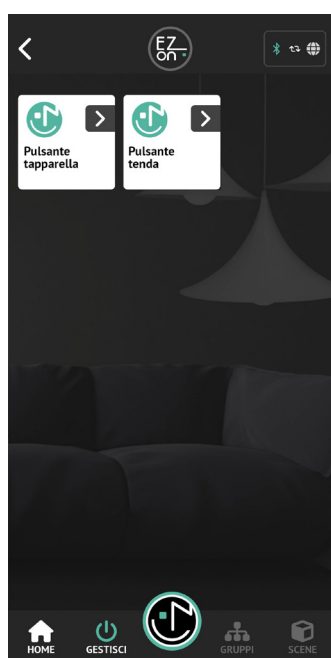 EZ
on
Pulsante
tapparella
Pulsante
tenda
HOME
GESTISCI
GRUPPI
SCENE